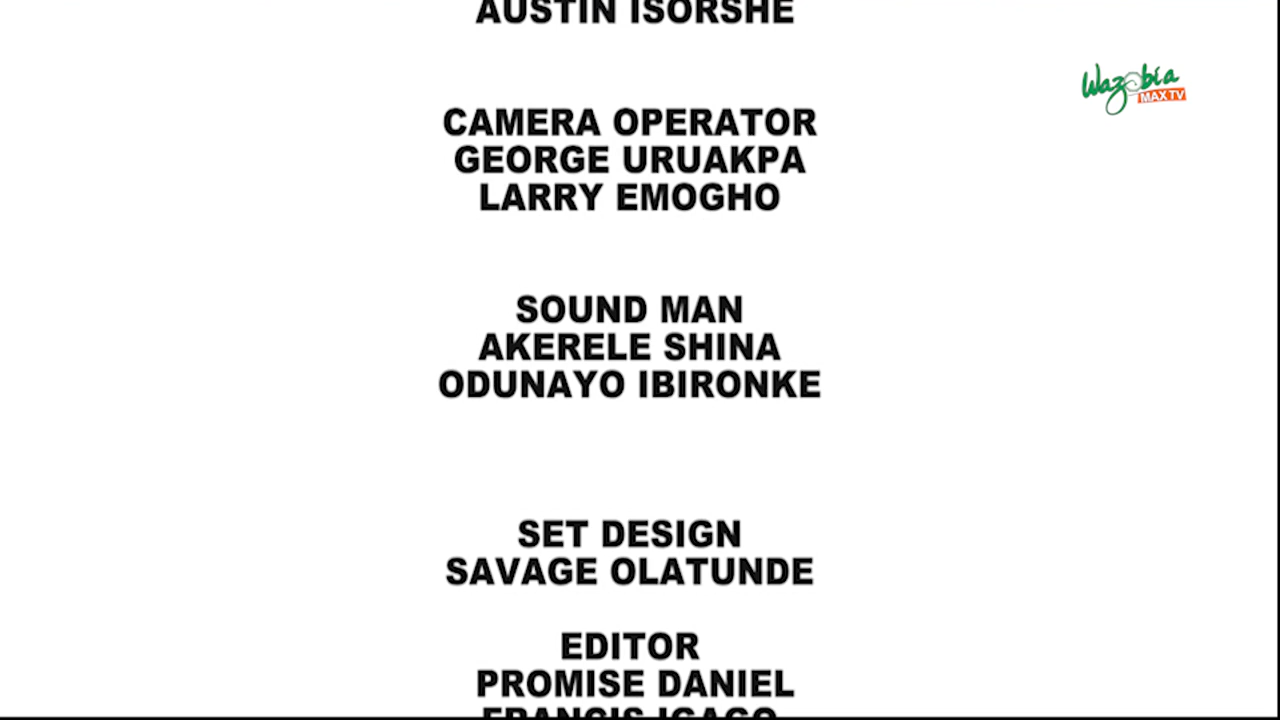 AUSTIN ISORSHE
Wazobia
MAX TV
CAMERA OPERATOR
GEORGE URUAKPA
LARRY EMOGHO
SOUND MAN
AKERELE SHINA
ODUNAYO IBIRONKE
SET DESIGN
SAVAGE OLATUNDE
EDITOR
PROMISE DANIEL